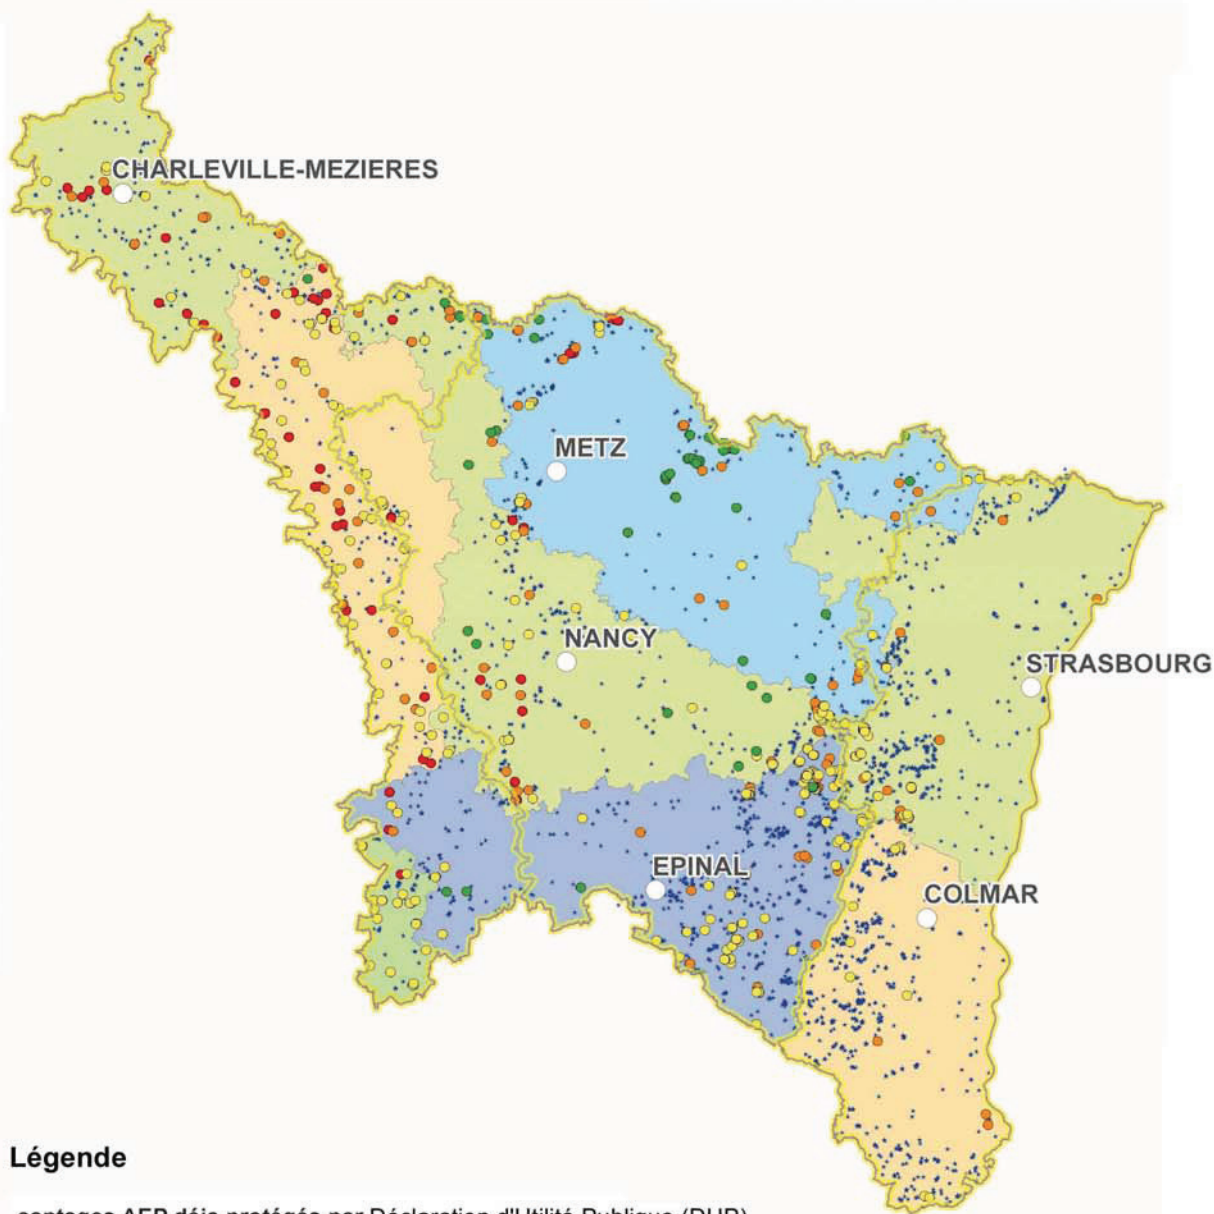 CHARLEVILLE-MEZIERES
METZ
NANCY
STRASBOURG
EPINAL
COLMAR
Légende
captages AEP déjà protégés par Déclaration d'Utilité Publique (DUP)